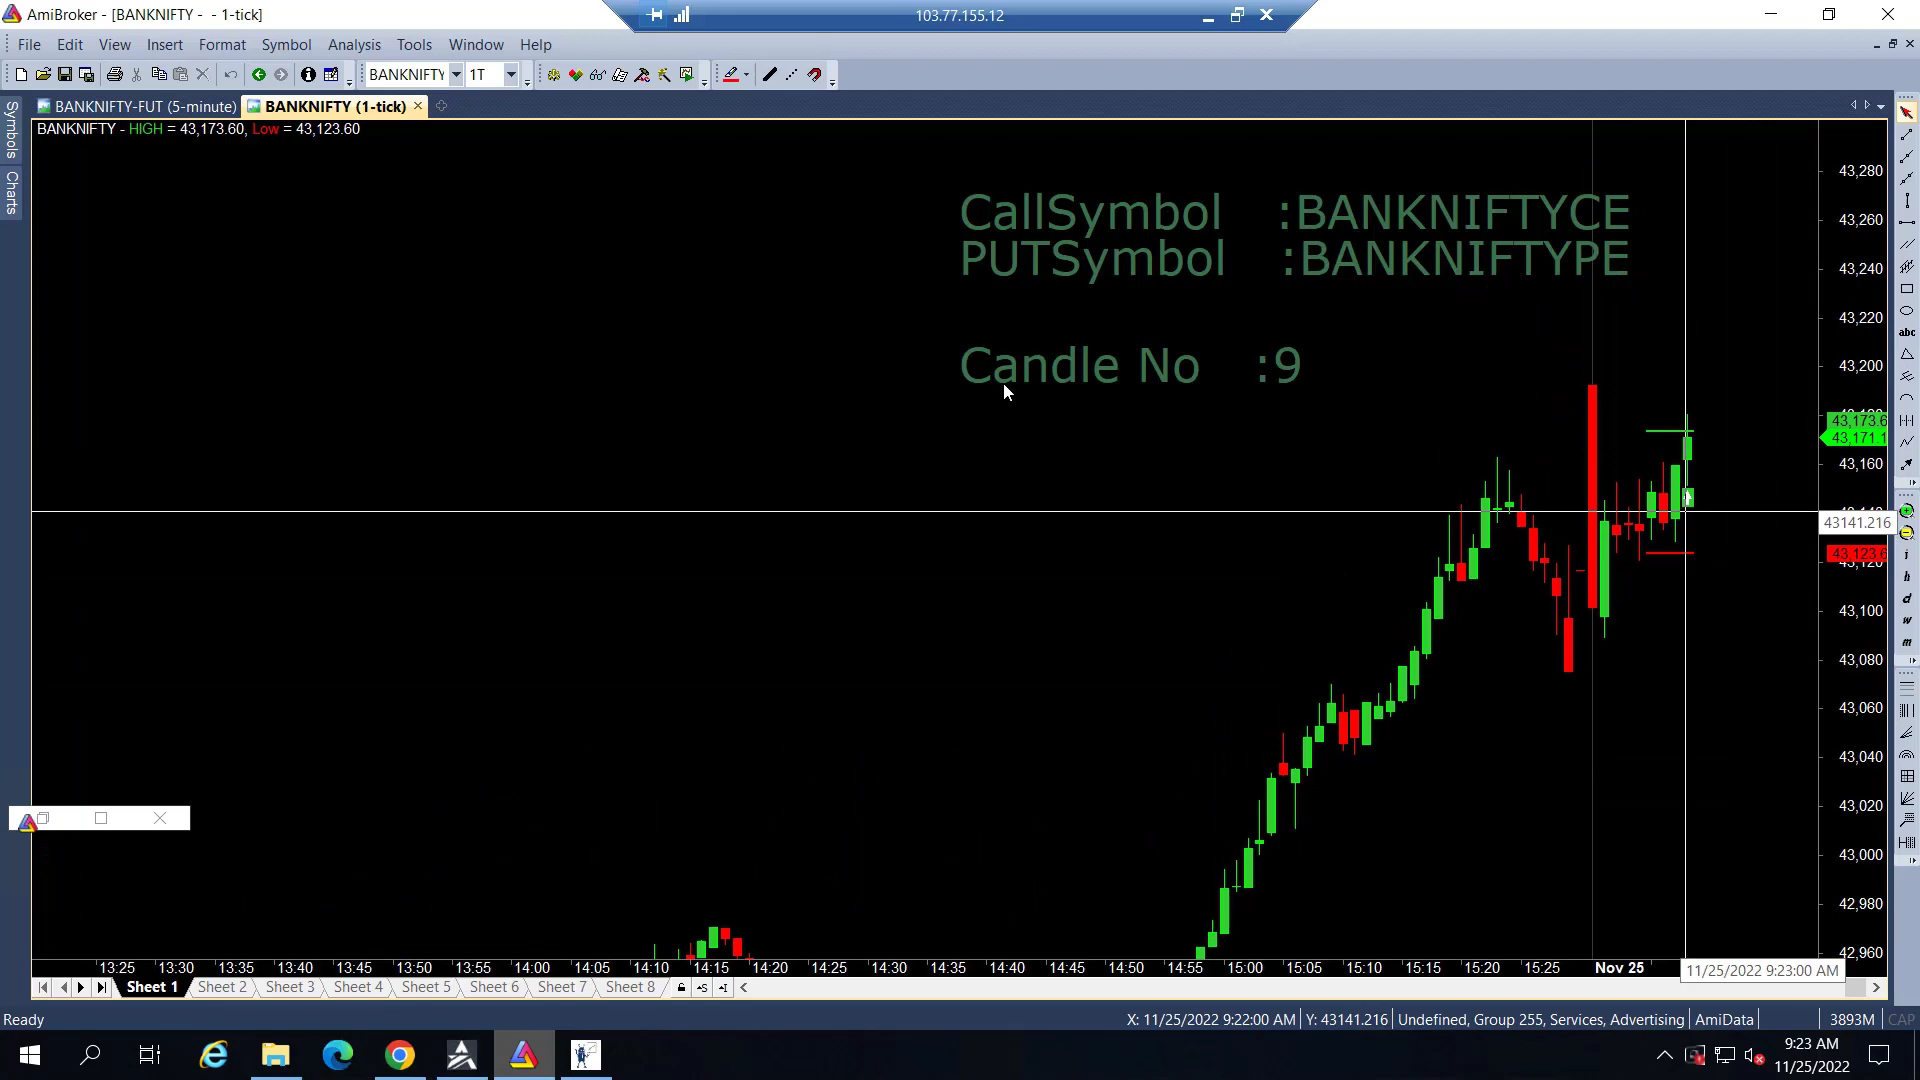 AmiBroker - [BANKNIFTY - - 1-tick]
103.77.155.12
File Edit View Insert Format Symbol Analysis Tools Window Help
BANKNIFTY 1T
BANKNIFTY-FUT (5-minute) BANKNIFTY (1-tick)
Symbols
Charts
BANKNIFTY - HIGH = 43,173.60, Low = 43,123.60
CallSymbol :BANKNIFTYCE
PUTSymbol :BANKNIFTYPE
Candle No :9
43,280
43,260
43,240
43,220
43,200
43,173.6
43,171.1
43,160
43141.216
43,123.6
43,120
43,100
43,080
43,060
43,040
43,020
43,000
42,980
42,960
abc
i
h
d
w
m
13:25 13:30 13:35 13:40 13:45 13:50 13:55 14:00 14:05 14:10 14:15 14:20 14:25 14:30 14:35 14:40 14:45 14:50 14:55 15:00 15:05 15:10 15:15 15:20 15:25 Nov 25
11/25/2022 9:23:00 AM
Sheet 1 Sheet 2 Sheet 3 Sheet 4 Sheet 5 Sheet 6 Sheet 7 Sheet 8
Ready
X: 11/25/2022 9:22:00 AM Y: 43141.216 Undefined, Group 255, Services, Advertising AmiData 3893M CAP
9:23 AM
11/25/2022